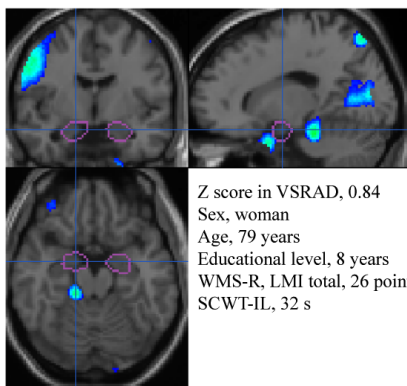 Z score in VSRAD, 0.84
Sex, woman
Age, 79 years
Educational level, 8 years
WMS-R, LMI total, 26 poin
SCWT-IL, 32 s